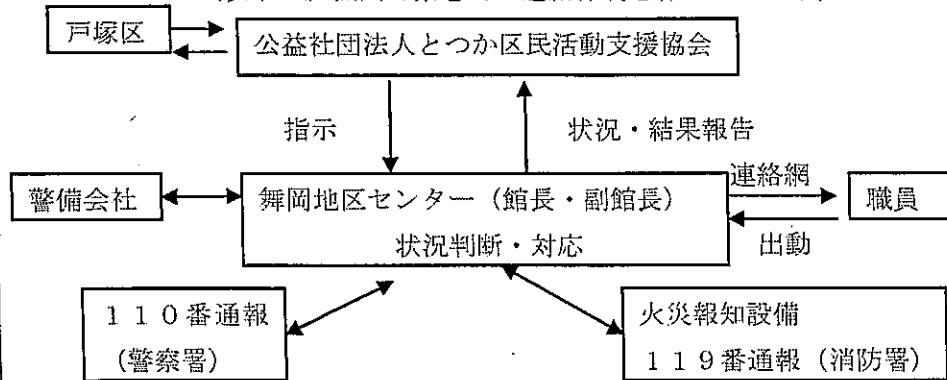 戸塚区
公益社団法人とつか区民活動支援協会
指示
状況・結果報告
警備会社
舞岡地区センター(館長・副館長)
状況判断・対応
連絡網
職員
出動
110番通報
(警察署)
火災報知設備
119番通報(消防署)